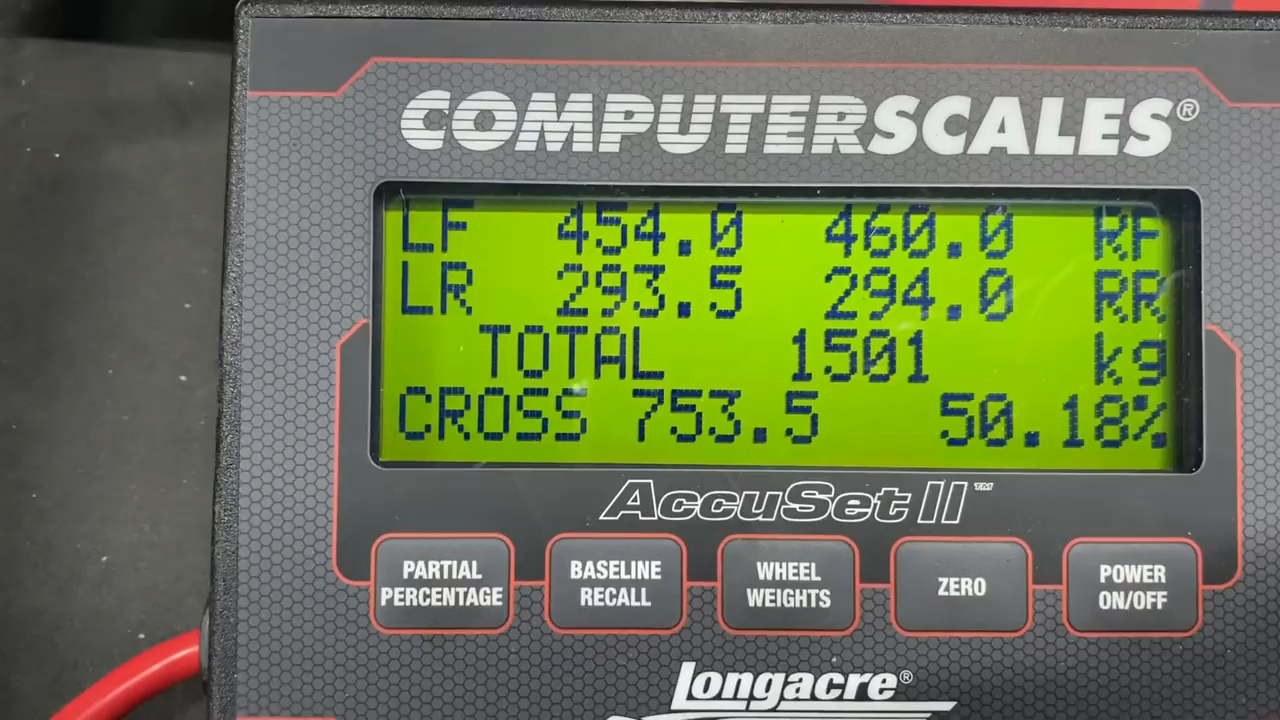 COMPUTERSCALES®
LF 454.0 460.0 RF
LR 293.5 294.0 RR
TOTAL 1501 kg
CROSS 753.5 50.18%
AccuSet II™
PARTIAL PERCENTAGE
BASELINE RECALL
WHEEL WEIGHTS
ZERO
POWER ON/OFF
Longacre®